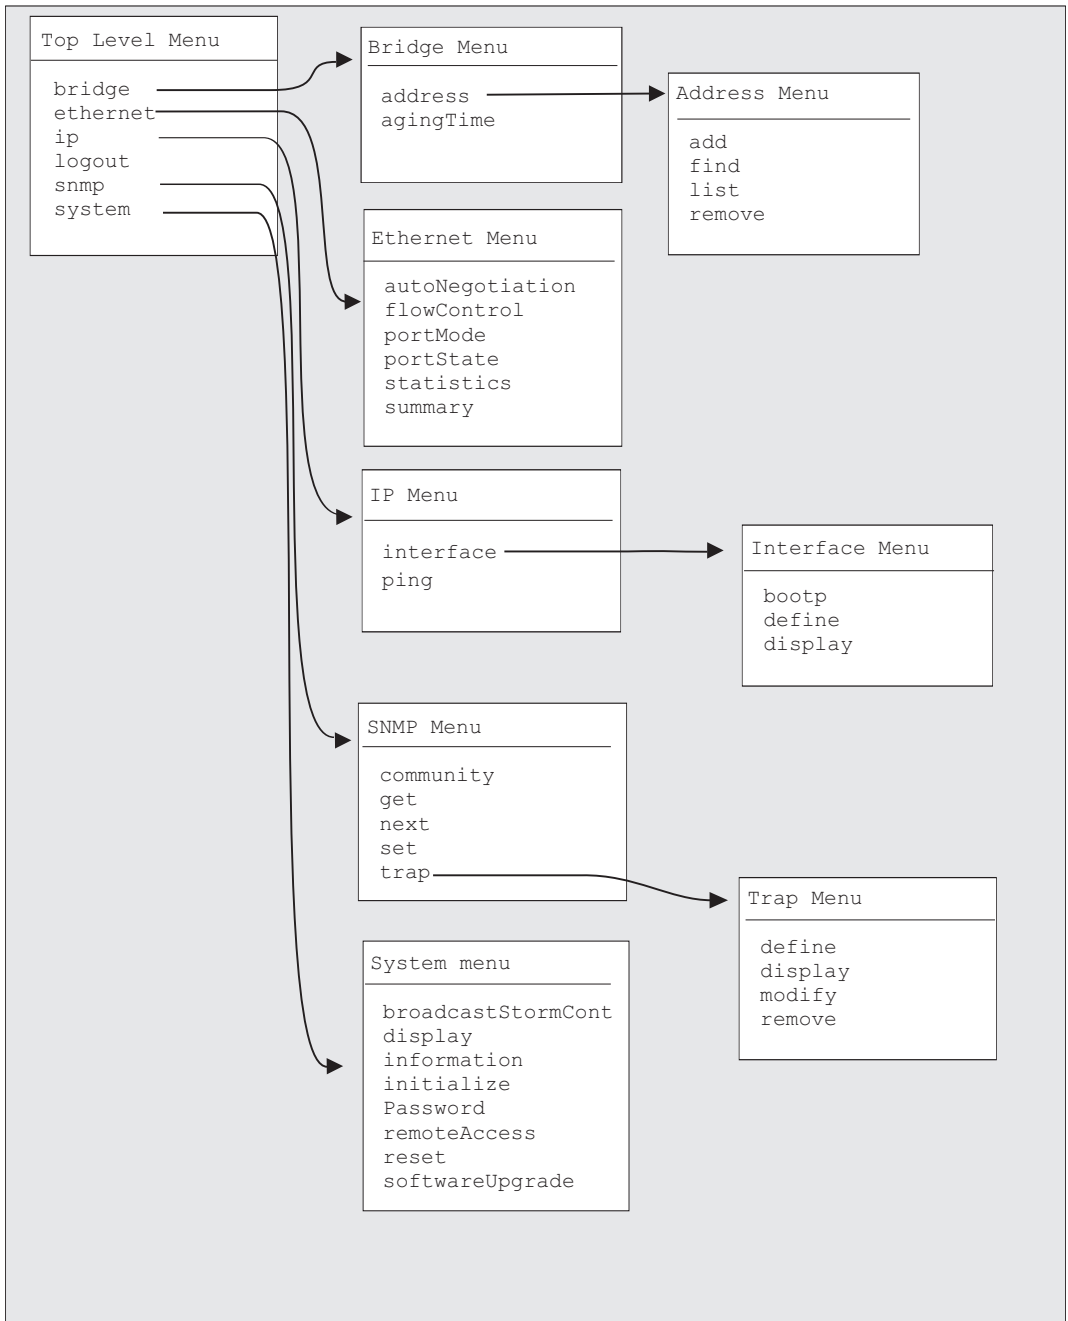 Top Level Menu
bridge
ethernet
ip
logout
snmp
system
Bridge Menu
address
agingTime
Address Menu
add
find
list
remove
Ethernet Menu
autoNegotiation
flowControl
portMode
portState
statistics
summary
IP Menu
interface
ping
Interface Menu
bootp
define
display
SNMP Menu
community
get
next
set
trap
Trap Menu
define
display
modify
remove
System menu
broadcastStormCont
display
information
initialize
Password
remoteAccess
reset
softwareUpgrade